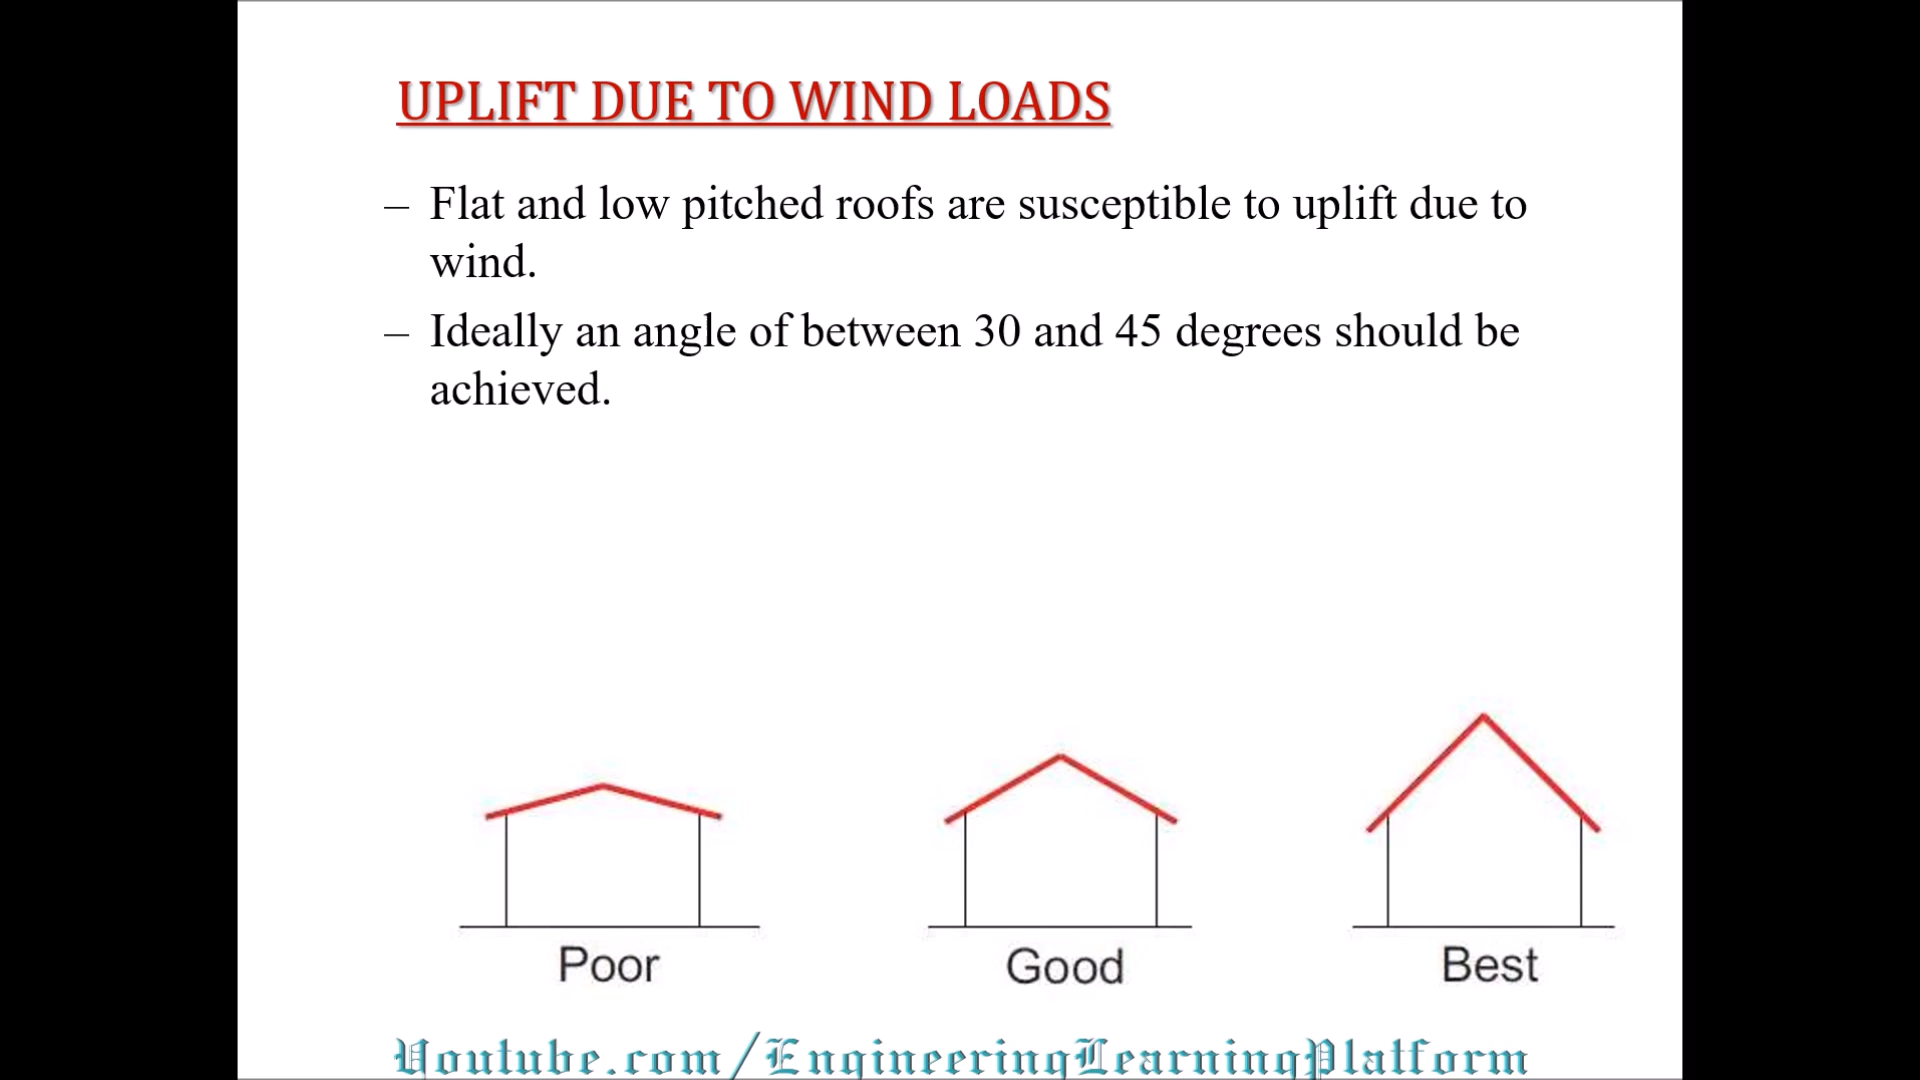 UPLIFT DUE TO WIND LOADS
– Flat and low pitched roofs are susceptible to uplift due to
wind.
– Ideally an angle of between 30 and 45 degrees should be
achieved.
Poor Good Best
Youtube.com/EngineeringLearningPlatform